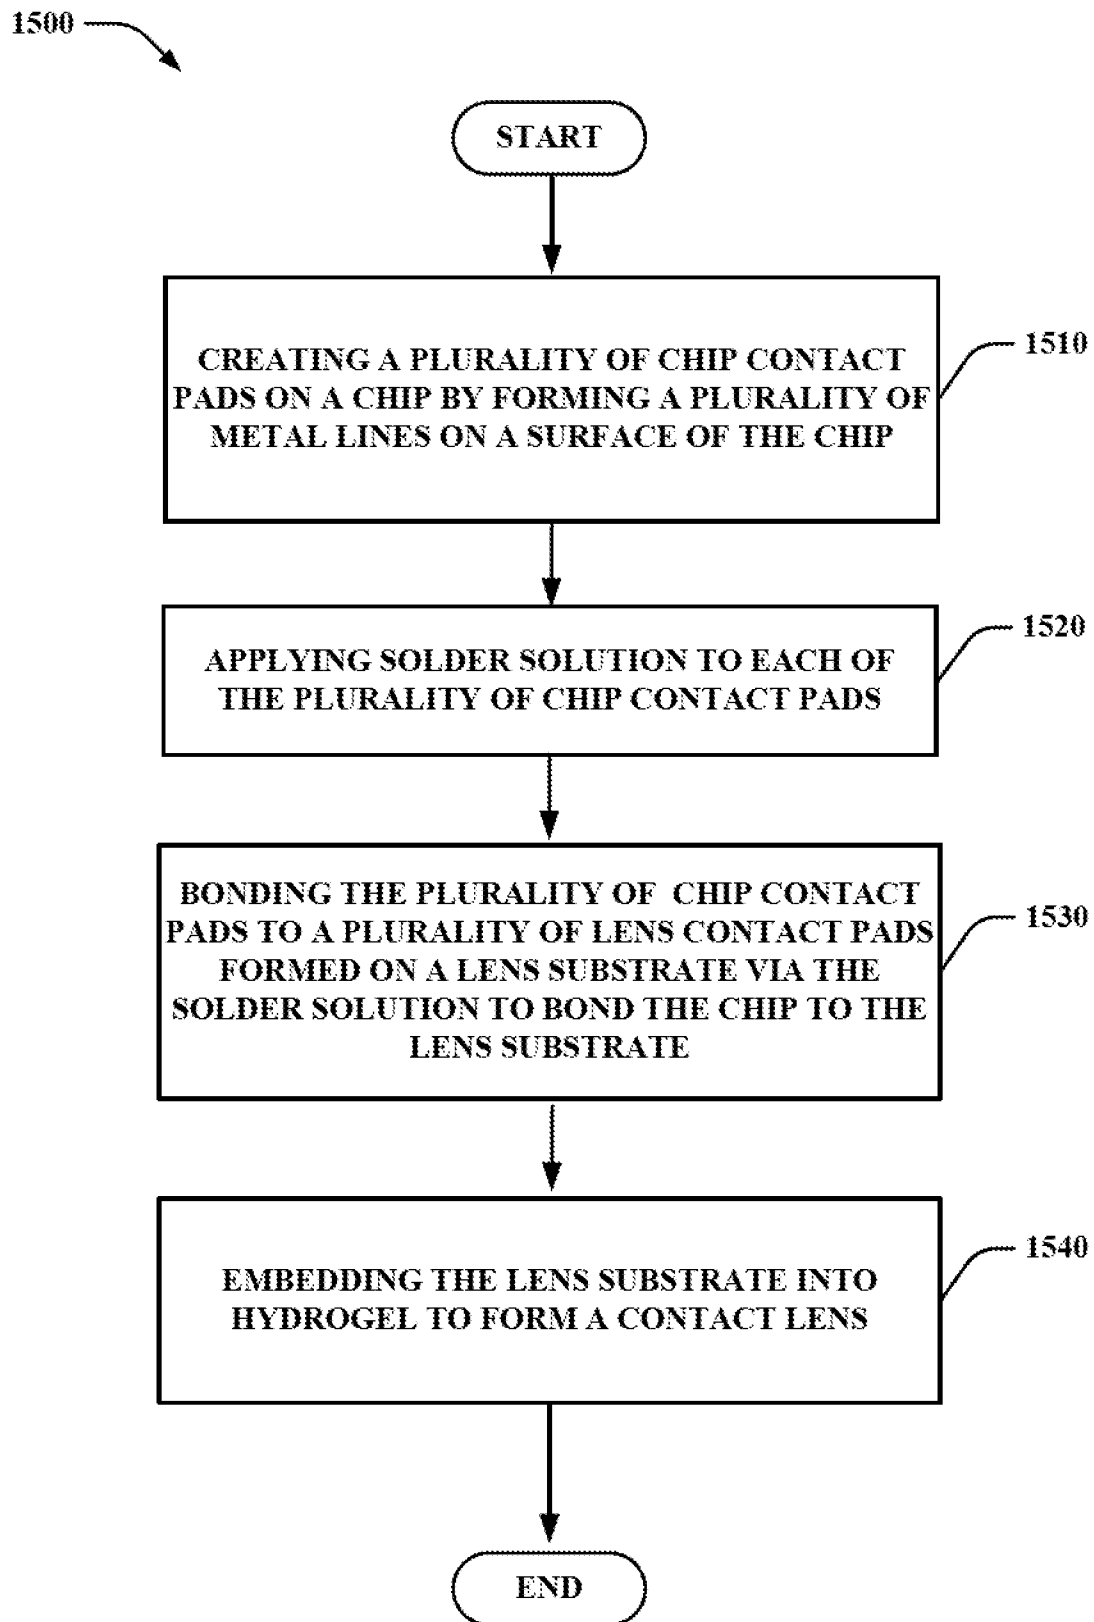 1500
START
CREATING A PLURALITY OF CHIP CONTACT
PADS ON A CHIP BY FORMING A PLURALITY OF
METAL LINES ON A SURFACE OF THE CHIP
1510
APPLYING SOLDER SOLUTION TO EACH OF
THE PLURALITY OF CHIP CONTACT PADS
1520
BONDING THE PLURALITY OF CHIP CONTACT
PADS TO A PLURALITY OF LENS CONTACT PADS
FORMED ON A LENS SUBSTRATE VIA THE
SOLDER SOLUTION TO BOND THE CHIP TO THE
LENS SUBSTRATE
1530
EMBEDDING THE LENS SUBSTRATE INTO
HYDROGEL TO FORM A CONTACT LENS
1540
END